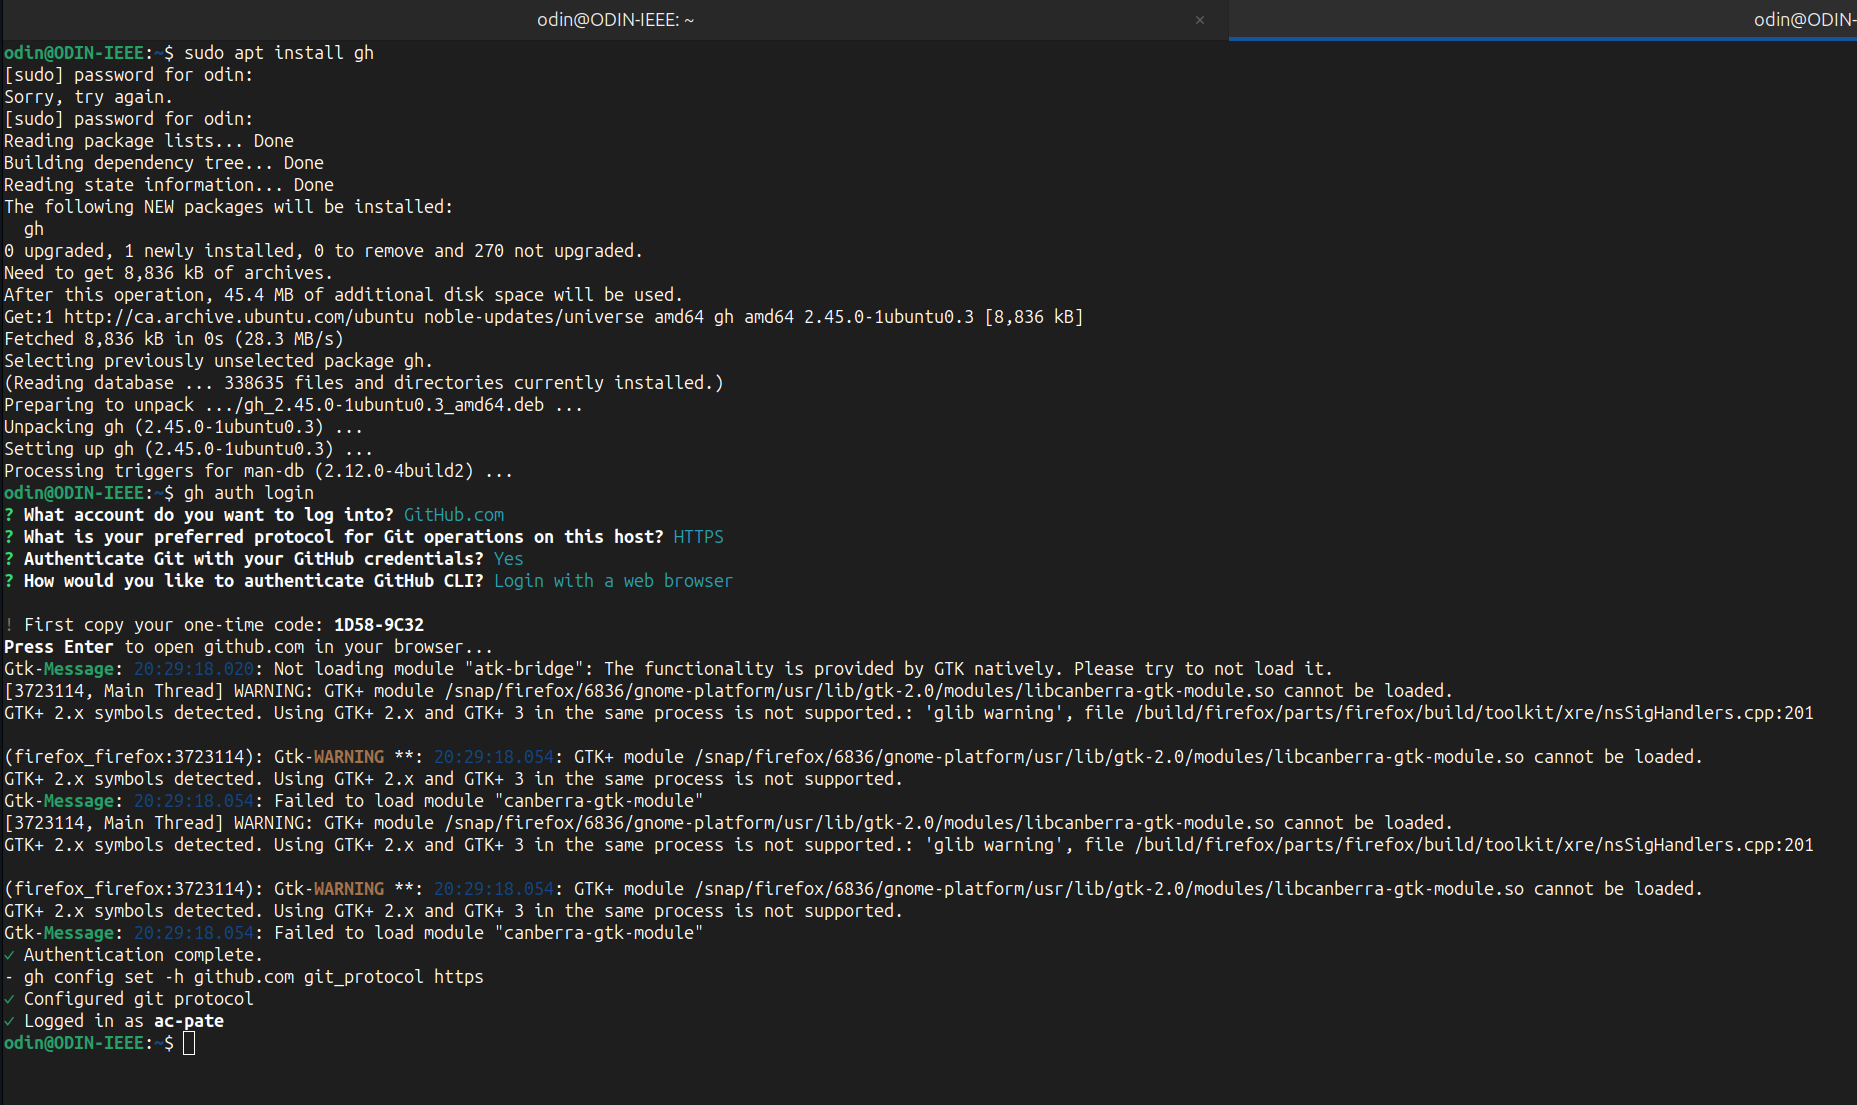 odin@ODIN-IEEE: ~ × odin@ODIN-
odin@ODIN-IEEE:~$ sudo apt install gh
[sudo] password for odin:
Sorry, try again.
[sudo] password for odin:
Reading package lists... Done
Building dependency tree... Done
Reading state information... Done
The following NEW packages will be installed:
  gh
0 upgraded, 1 newly installed, 0 to remove and 270 not upgraded.
Need to get 8,836 kB of archives.
After this operation, 45.4 MB of additional disk space will be used.
Get:1 http://ca.archive.ubuntu.com/ubuntu noble-updates/universe amd64 gh amd64 2.45.0-1ubuntu0.3 [8,836 kB]
Fetched 8,836 kB in 0s (28.3 MB/s)
Selecting previously unselected package gh.
(Reading database ... 338635 files and directories currently installed.)
Preparing to unpack .../gh_2.45.0-1ubuntu0.3_amd64.deb ...
Unpacking gh (2.45.0-1ubuntu0.3) ...
Setting up gh (2.45.0-1ubuntu0.3) ...
Processing triggers for man-db (2.12.0-4build2) ...
odin@ODIN-IEEE:~$ gh auth login
? What account do you want to log into? GitHub.com
? What is your preferred protocol for Git operations on this host? HTTPS
? Authenticate Git with your GitHub credentials? Yes
? How would you like to authenticate GitHub CLI? Login with a web browser

! First copy your one-time code: 1D58-9C32
Press Enter to open github.com in your browser...
Gtk-Message: 20:29:18.020: Not loading module "atk-bridge": The functionality is provided by GTK natively. Please try to not load it.
[3723114, Main Thread] WARNING: GTK+ module /snap/firefox/6836/gnome-platform/usr/lib/gtk-2.0/modules/libcanberra-gtk-module.so cannot be loaded.
GTK+ 2.x symbols detected. Using GTK+ 2.x and GTK+ 3 in the same process is not supported.: 'glib warning', file /build/firefox/parts/firefox/build/toolkit/xre/nsSigHandlers.cpp:201

(firefox_firefox:3723114): Gtk-WARNING **: 20:29:18.054: GTK+ module /snap/firefox/6836/gnome-platform/usr/lib/gtk-2.0/modules/libcanberra-gtk-module.so cannot be loaded.
GTK+ 2.x symbols detected. Using GTK+ 2.x and GTK+ 3 in the same process is not supported.
Gtk-Message: 20:29:18.054: Failed to load module "canberra-gtk-module"
[3723114, Main Thread] WARNING: GTK+ module /snap/firefox/6836/gnome-platform/usr/lib/gtk-2.0/modules/libcanberra-gtk-module.so cannot be loaded.
GTK+ 2.x symbols detected. Using GTK+ 2.x and GTK+ 3 in the same process is not supported.: 'glib warning', file /build/firefox/parts/firefox/build/toolkit/xre/nsSigHandlers.cpp:201

(firefox_firefox:3723114): Gtk-WARNING **: 20:29:18.054: GTK+ module /snap/firefox/6836/gnome-platform/usr/lib/gtk-2.0/modules/libcanberra-gtk-module.so cannot be loaded.
GTK+ 2.x symbols detected. Using GTK+ 2.x and GTK+ 3 in the same process is not supported.
Gtk-Message: 20:29:18.054: Failed to load module "canberra-gtk-module"
✓ Authentication complete.
- gh config set -h github.com git_protocol https
✓ Configured git protocol
✓ Logged in as ac-pate
odin@ODIN-IEEE:~$